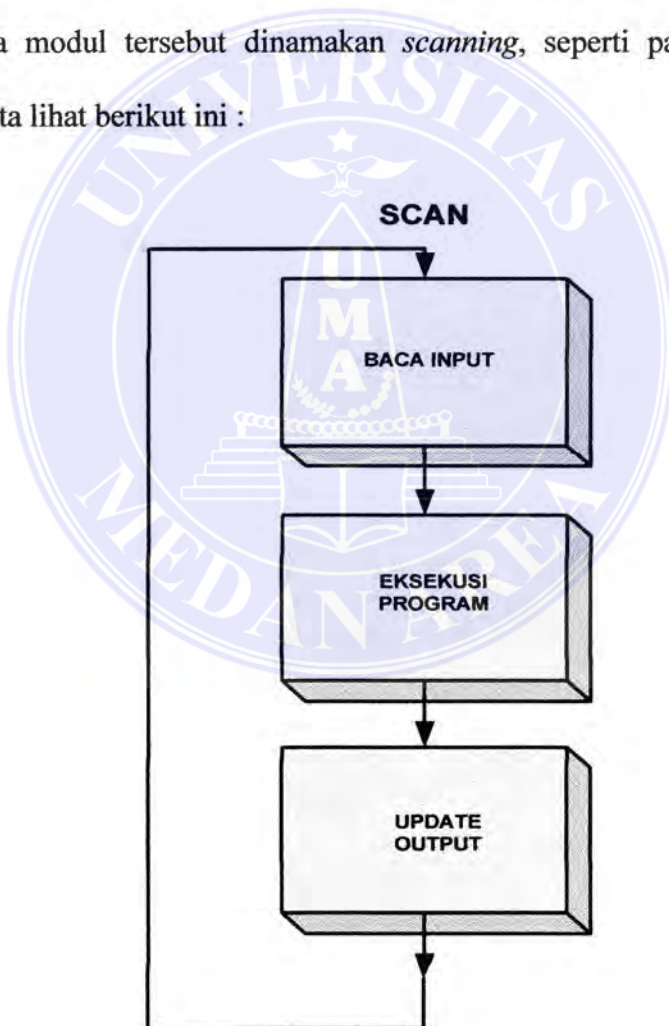 a modul tersebut dinamakan scanning, seperti pa
ta lihat berikut ini :
UNIVERSITAS
SCAN
UMA
BACA INPUT
MEDAN AREA
EKSEKUSI
PROGRAM
UPDATE
OUTPUT